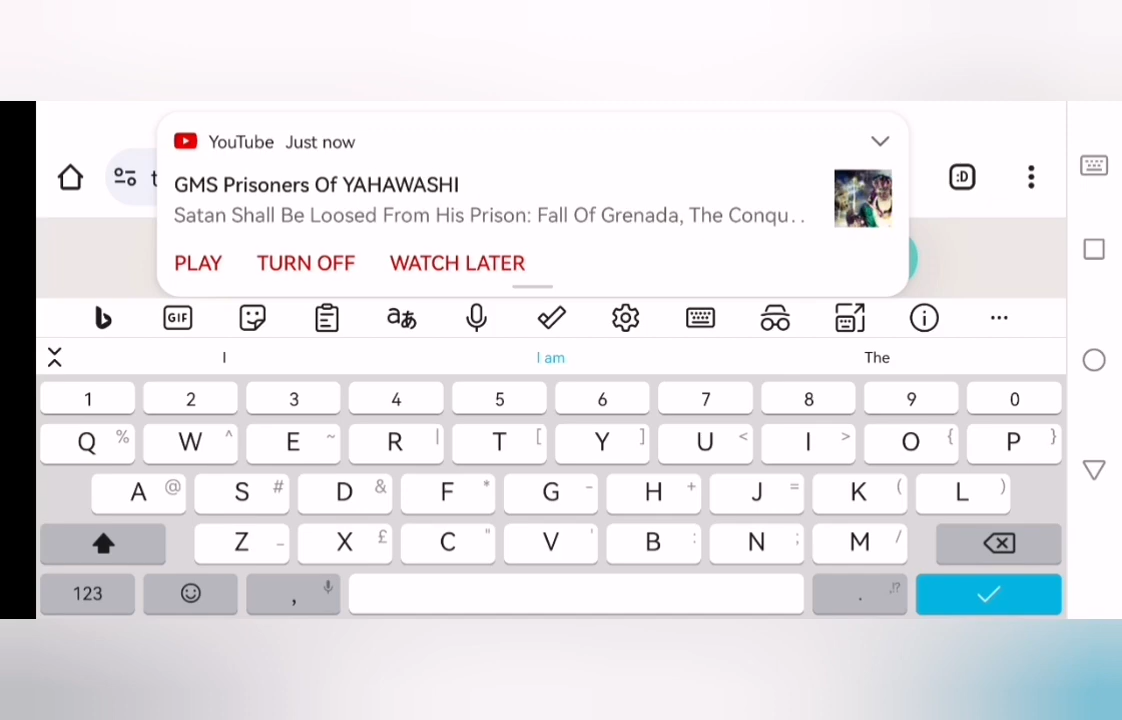 YouTube Just now
GMS Prisoners Of YAHAWASHI
Satan Shall Be Loosed From His Prison: Fall Of Grenada, The Conqu. .
PLAY TURN OFF WATCH LATER
t
:D
GIF
aあ
I I am The
1 2 3 4 5 6 7 8 9 0
Q % W ^ E ~ R | T [ Y ] U < I > O { P }
A @ S # D & F * G - H + J = K ( L )
Z _ X £ C " V ' B : N ; M /
123 , . ,!?